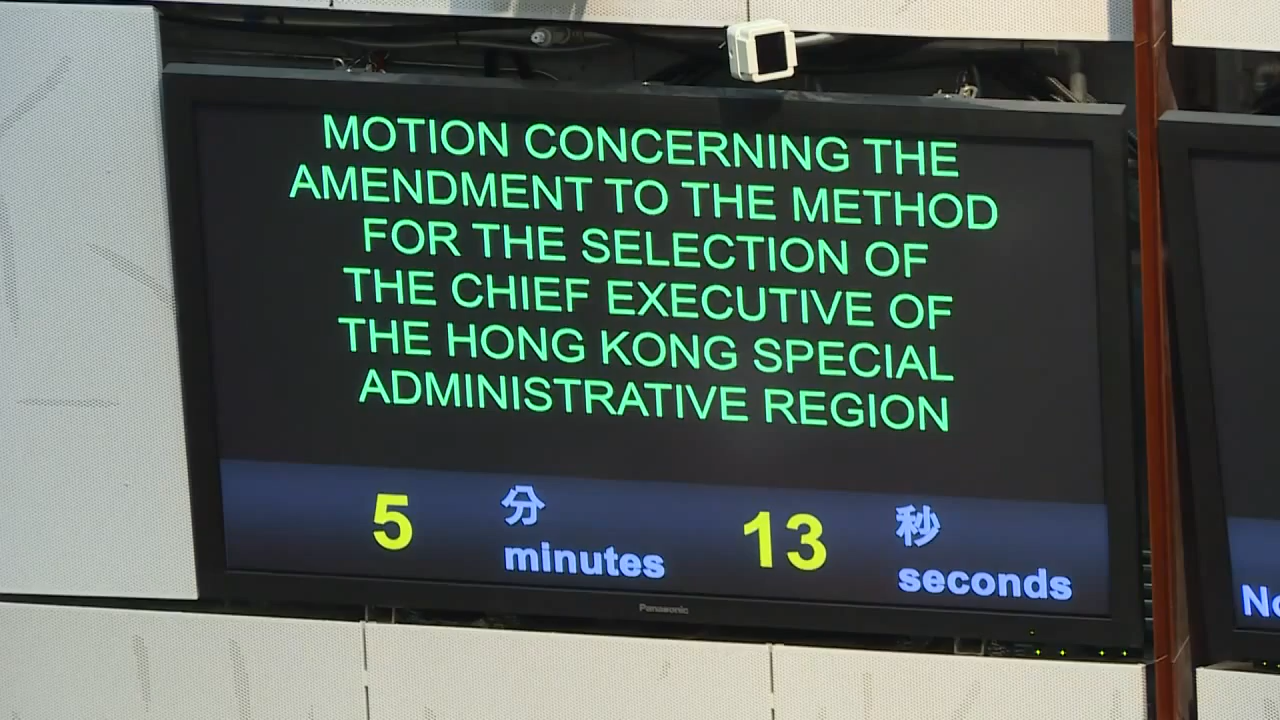 MOTION CONCERNING THE
AMENDMENT TO THE METHOD
FOR THE SELECTION OF
THE CHIEF EXECUTIVE OF
THE HONG KONG SPECIAL
ADMINISTRATIVE REGION
5 分 13 秒
minutes seconds
Panasonic